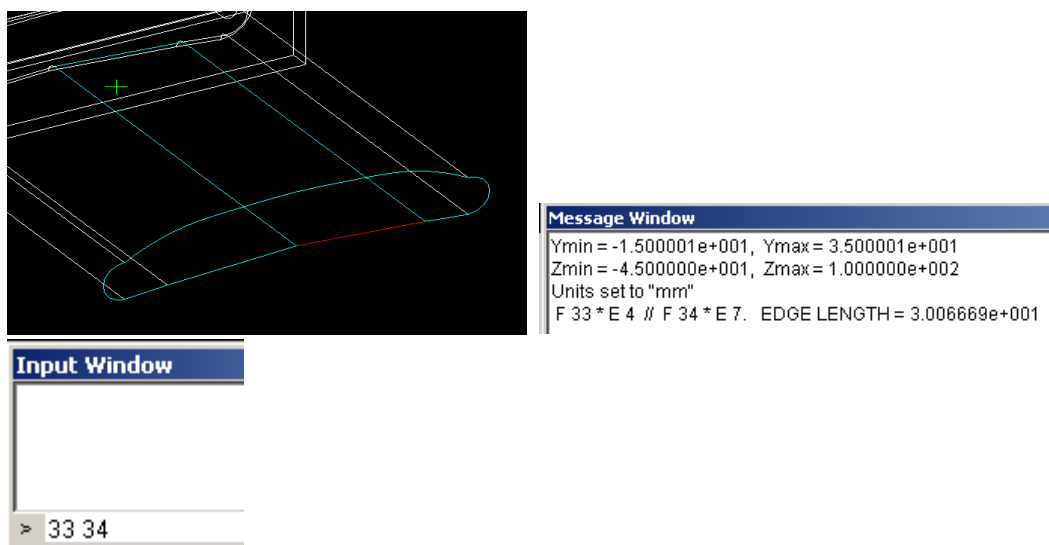 Message Window
Ymin = -1.500001e+001, Ymax = 3.500001e+001
Zmin = -4.500000e+001, Zmax = 1.000000e+002
Units set to "mm"
F 33 * E 4 // F 34 * E 7. EDGE LENGTH = 3.006669e+001
Input Window
> 33 34